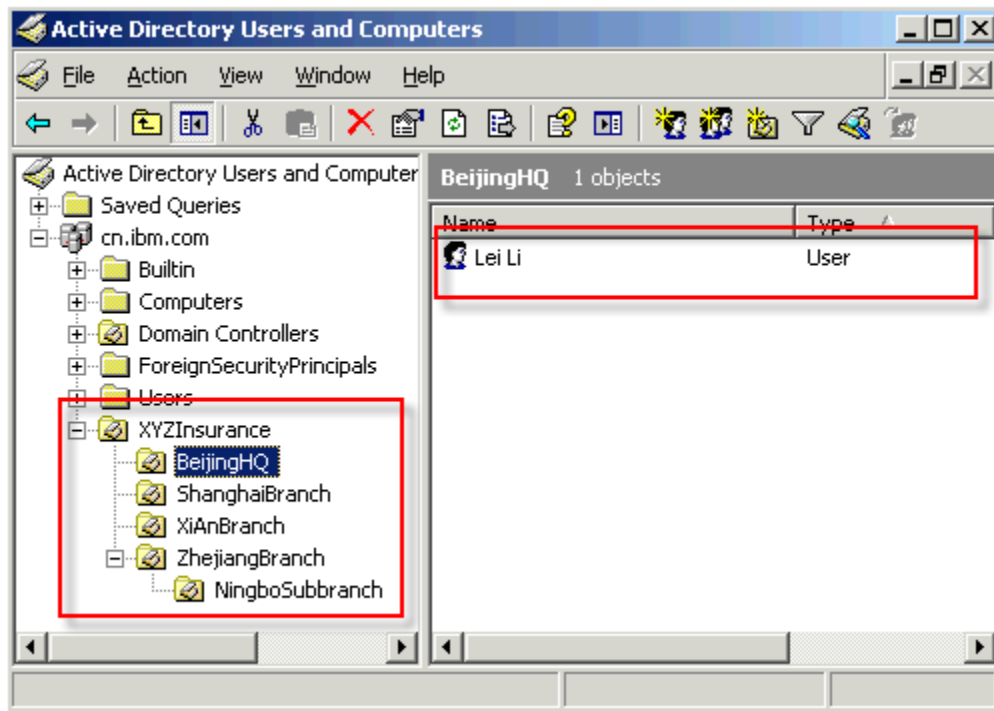 Active Directory Users and Computers
File Action View Window Help
Active Directory Users and Computer
Saved Queries
cn.ibm.com
Builtin
Computers
Domain Controllers
ForeignSecurityPrincipals
Users
XYZInsurance
BeijingHQ
ShanghaiBranch
XiAnBranch
ZhejiangBranch
NingboSubbranch
BeijingHQ 1 objects
Name Type
Lei Li User